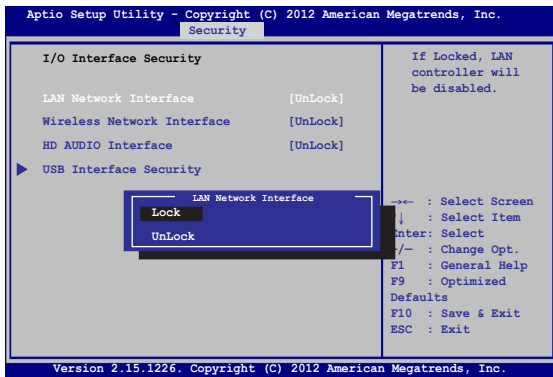 Aptio Setup Utility - Copyright (C) 2012 American Megatrends, Inc.
Security
I/O Interface Security
LAN Network Interface [UnLock]
Wireless Network Interface [UnLock]
HD AUDIO Interface [UnLock]
USB Interface Security
LAN Network Interface
Lock
UnLock
If Locked, LAN
controller will
be disabled.
→← : Select Screen
↓ : Select Item
Enter: Select
/— : Change Opt.
F1 : General Help
F9 : Optimized
Defaults
F10 : Save & Exit
ESC : Exit
Version 2.15.1226. Copyright (C) 2012 American Megatrends, Inc.